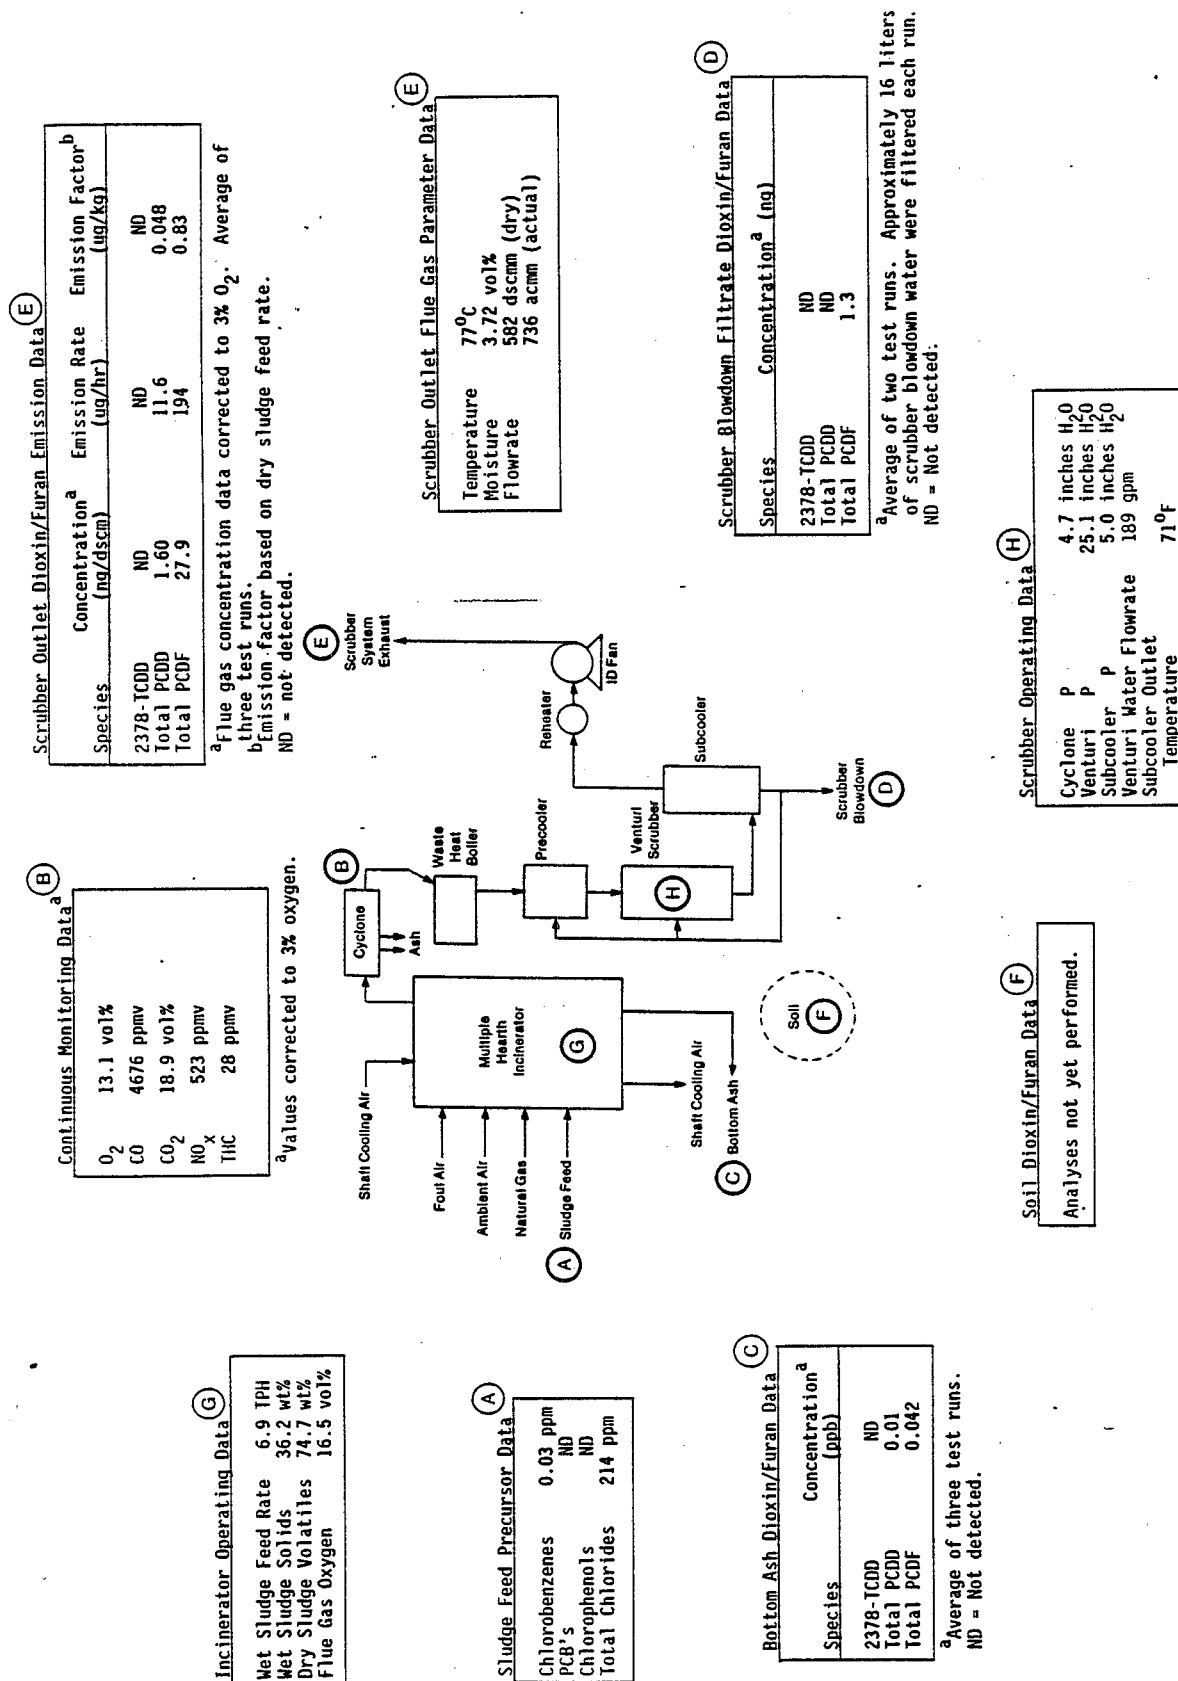 Incinerator Operating Data G
Wet Sludge Feed Rate 6.9 TPH
Wet Sludge Solids 36.2 wt%
Dry Sludge Volatiles 74.7 wt%
Flue Gas Oxygen 16.5 vol%
Continuous Monitoring Data^a B
O2 13.1 vol%
CO 4676 ppmv
CO2 18.9 vol%
NOx 523 ppmv
THC 28 ppmv
^aValues corrected to 3% oxygen.
Scrubber Outlet Dioxin/Furan Emission Data E
Species Concentration^a (ng/dscm) Emission Rate (ug/hr) Emission Factor^b (ug/kg)
2378-TCDD ND ND ND
Total PCDD 1.60 11.6 0.048
Total PCDF 27.9 194 0.83
^aFlue gas concentration data corrected to 3% O2. Average of
three test runs.
^bEmission factor based on dry sludge feed rate.
ND = not detected.
Sludge Feed Precursor Data A
Chlorobenzenes 0.03 ppm
PCB's ND
Chlorophenols ND
Total Chlorides 214 ppm
Shaft Cooling Air
Foul Air
Ambient Air
Natural Gas
A Sludge Feed
Multiple
Hearth
Incinerator
G
Shaft Cooling Air
C Bottom Ash
Cyclone
B
Ash
Waste
Heat
Boiler
Precooler
Venturi
Scrubber
H
Subcooler
Reheater
ID Fan
E
Scrubber
System
Exhaust
Scrubber
Blowdown
D
Soil
F
Scrubber Outlet Flue Gas Parameter Data E
Temperature 77°C
Moisture 3.72 vol%
Flowrate 582 dscmm (dry)
736 acmm (actual)
Bottom Ash Dioxin/Furan Data C
Species Concentration^a (ppb)
2378-TCDD ND
Total PCDD 0.01
Total PCDF 0.042
^aAverage of three test runs.
ND = Not detected.
Scrubber Blowdown Filtrate Dioxin/Furan Data D
Species Concentration^a (ng)
2378-TCDD ND
Total PCDD ND
Total PCDF 1.3
^aAverage of two test runs. Approximately 16 liters
of scrubber blowdown water were filtered each run.
ND = Not detected.
Soil Dioxin/Furan Data F
Analyses not yet performed.
Scrubber Operating Data H
Cyclone P 4.7 inches H2O
Venturi P 25.1 inches H2O
Subcooler P 5.0 inches H2O
Venturi Water Flowrate 189 gpm
Subcooler Outlet
Temperature 71°F